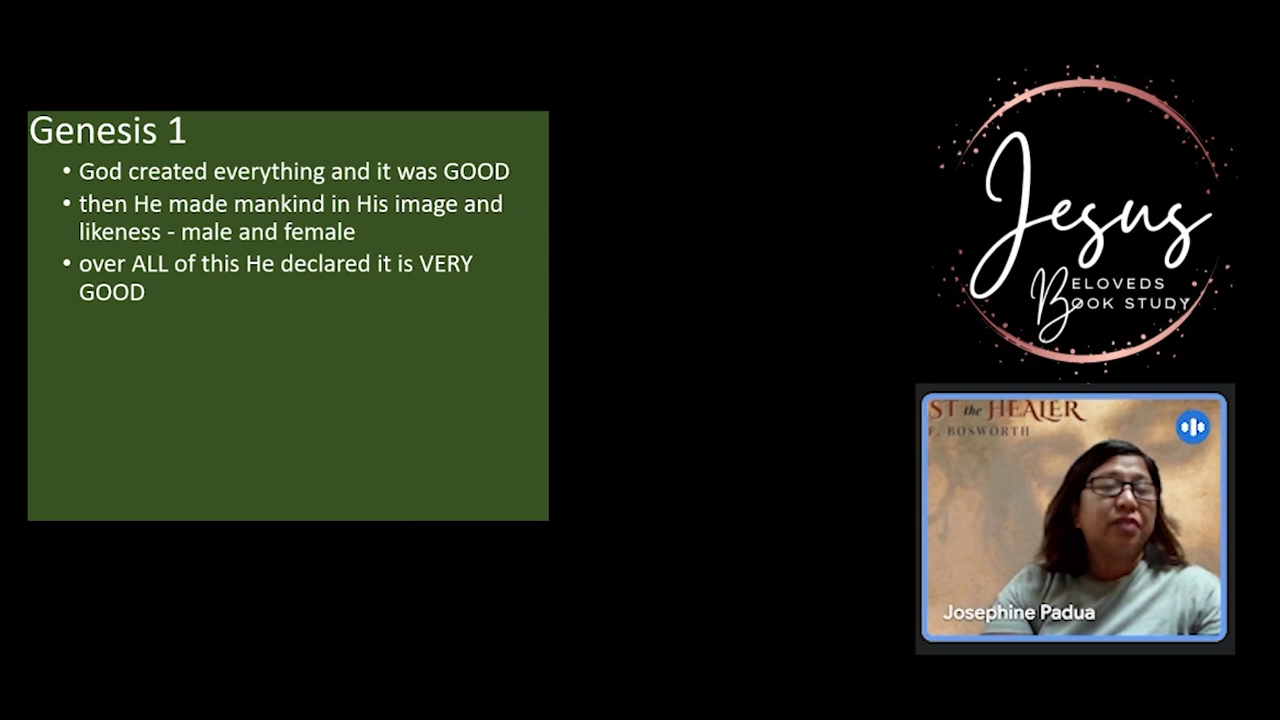 Genesis 1
• God created everything and it was GOOD
• then He made mankind in His image and
likeness - male and female
• over ALL of this He declared it is VERY
GOOD
Jesus
BELOVEDS
BOOK STUDY
ST the HEALER
F. BOSWORTH
Josephine Padua